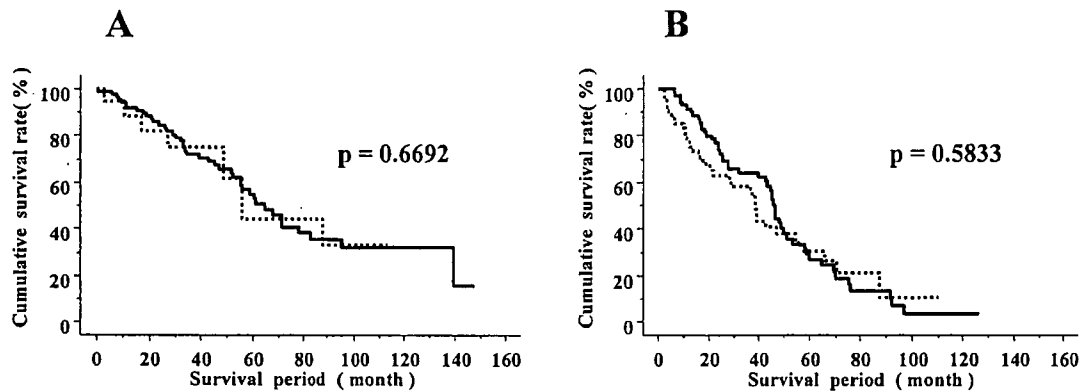 A
Cumulative survival rate( % )
100
80
60
40
20
0
p = 0.6692
0 20 40 60 80 100 120 140 160
Survival period ( month )
B
Cumulative survival rate( % )
100
80
60
40
20
0
p = 0.5833
0 20 40 60 80 100 120 140 160
Survival period ( month )